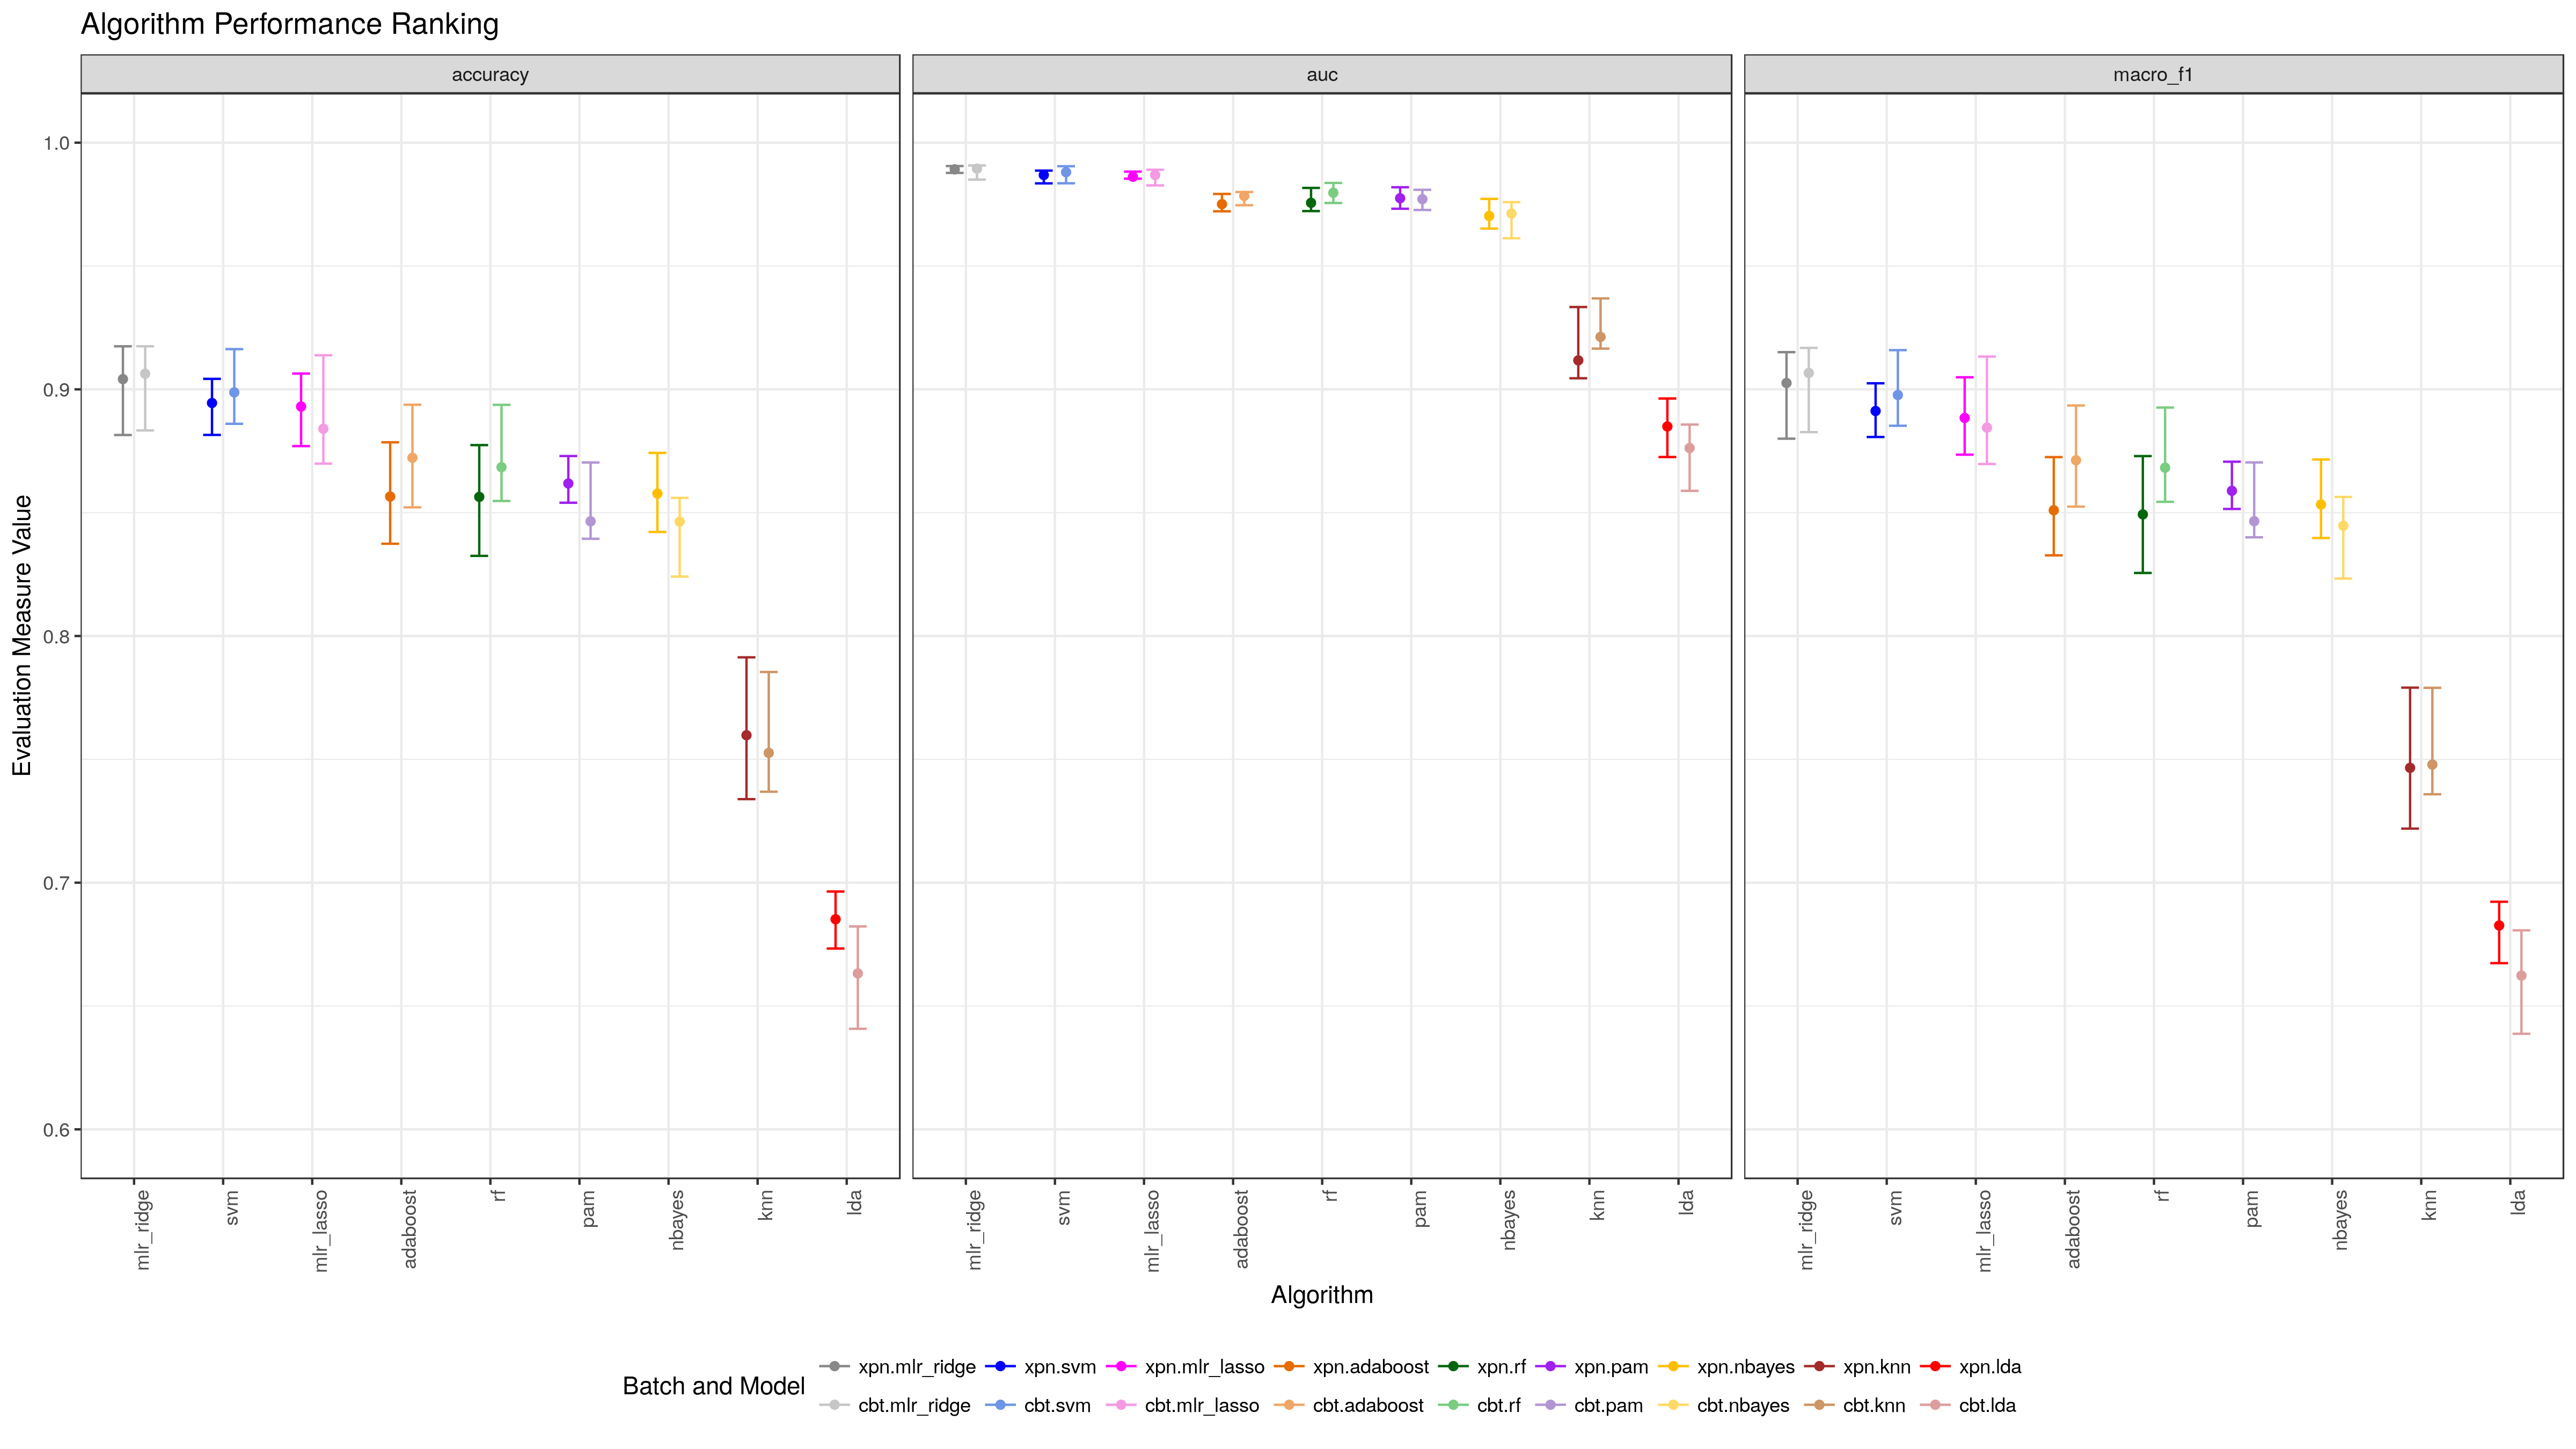 Algorithm Performance Ranking
accuracy
auc
macro_f1
Evaluation Measure Value
1.0
0.9
0.8
0.7
0.6
mlr_ridge
svm
mlr_lasso
adaboost
rf
pam
nbayes
knn
lda
mlr_ridge
svm
mlr_lasso
adaboost
rf
pam
nbayes
knn
lda
mlr_ridge
svm
mlr_lasso
adaboost
rf
pam
nbayes
knn
lda
Algorithm
Batch and Model
xpn.mlr_ridge xpn.svm xpn.mlr_lasso xpn.adaboost xpn.rf xpn.pam xpn.nbayes xpn.knn xpn.lda
cbt.mlr_ridge cbt.svm cbt.mlr_lasso cbt.adaboost cbt.rf cbt.pam cbt.nbayes cbt.knn cbt.lda